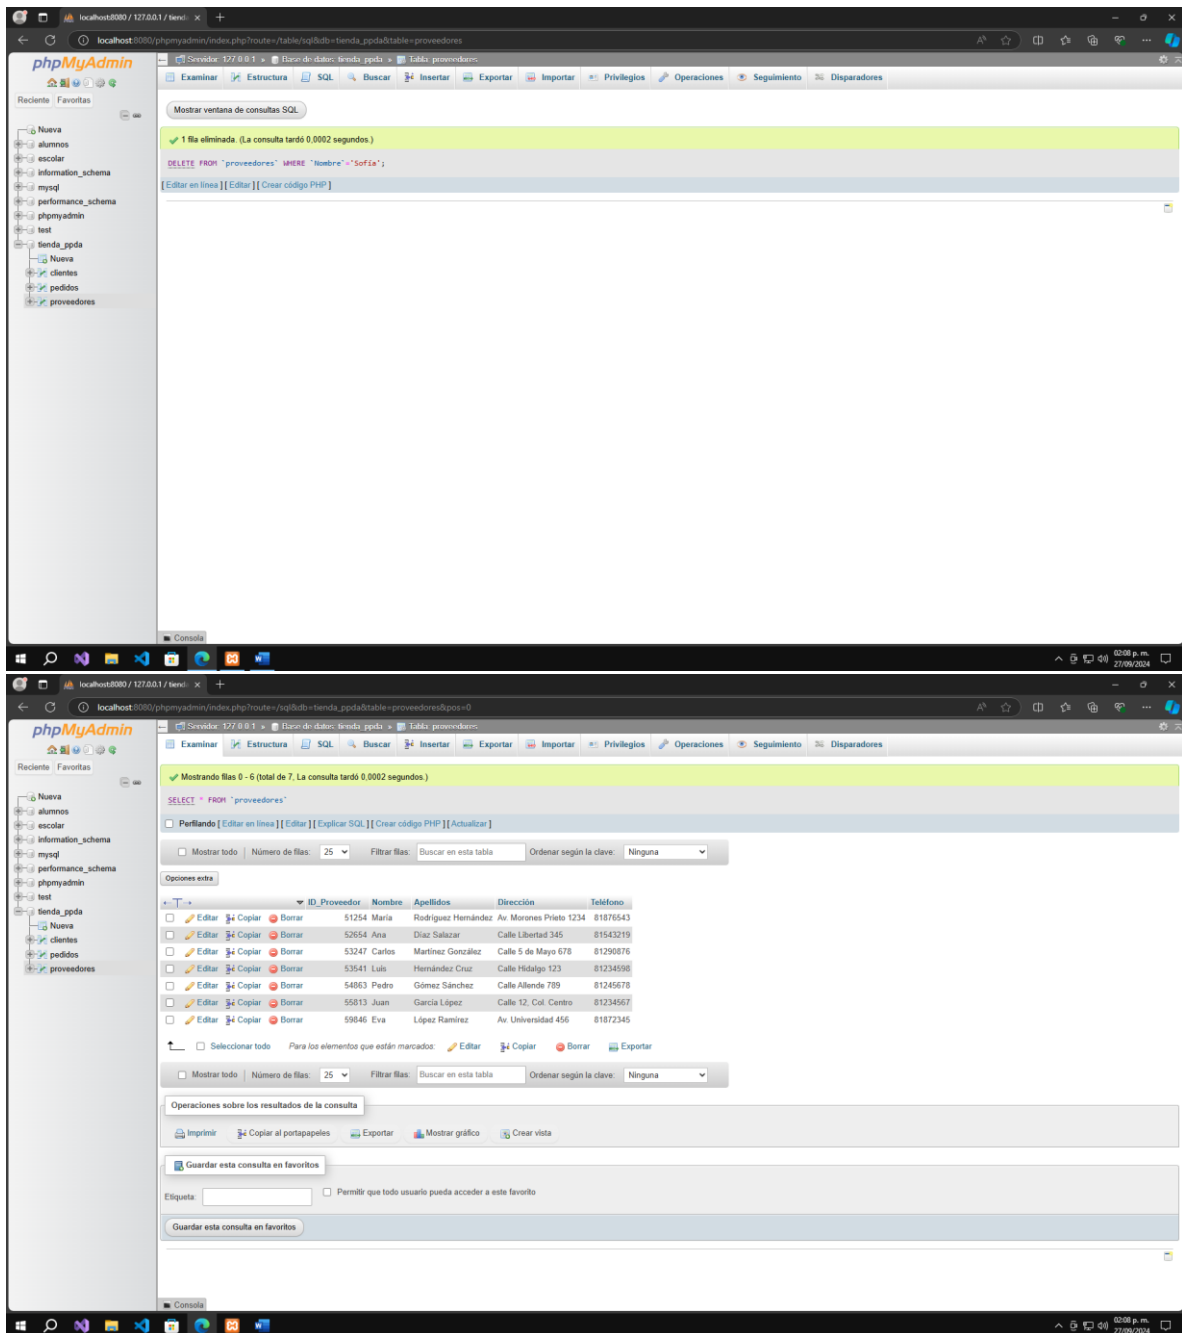 localhost:8080 / 127.0.0.1 / tiend
localhost:8080/phpmyadmin/index.php?route=/table/sql&db=tienda_ppda&table=proveedores
phpMyAdmin
Reciente Favoritas
Nueva
alumnos
escolar
information_schema
mysql
performance_schema
phpmyadmin
test
tienda_ppda
Nueva
clientes
pedidos
proveedores
Servidor: 127.0.0.1 » Base de datos: tienda_ppda » Tabla: proveedores
Examinar Estructura SQL Buscar Insertar Exportar Importar Privilegios Operaciones Seguimiento Disparadores
Mostrar ventana de consultas SQL
1 fila eliminada. (La consulta tardó 0,0002 segundos.)
DELETE FROM `proveedores` WHERE `Nombre`='Sofía';
[ Editar en línea ] [ Editar ] [ Crear código PHP ]
Consola
02:08 p. m.
27/09/2024
localhost:8080 / 127.0.0.1 / tiend
localhost:8080/phpmyadmin/index.php?route=/sql&db=tienda_ppda&table=proveedores&pos=0
phpMyAdmin
Reciente Favoritas
Nueva
alumnos
escolar
information_schema
mysql
performance_schema
phpmyadmin
test
tienda_ppda
Nueva
clientes
pedidos
proveedores
Servidor: 127.0.0.1 » Base de datos: tienda_ppda » Tabla: proveedores
Examinar Estructura SQL Buscar Insertar Exportar Importar Privilegios Operaciones Seguimiento Disparadores
Mostrando filas 0 - 6 (total de 7, La consulta tardó 0,0002 segundos.)
SELECT * FROM `proveedores`
Perfilando [ Editar en línea ] [ Editar ] [ Explicar SQL ] [ Crear código PHP ] [ Actualizar ]
Mostrar todo | Número de filas: 25 Filtrar filas: Buscar en esta tabla Ordenar según la clave: Ninguna
Opciones extra
ID_Proveedor Nombre Apellidos Dirección Teléfono
Editar Copiar Borrar 51254 María Rodríguez Hernández Av. Morones Prieto 1234 81876543
Editar Copiar Borrar 52654 Ana Díaz Salazar Calle Libertad 345 81543219
Editar Copiar Borrar 53247 Carlos Martínez González Calle 5 de Mayo 678 81290876
Editar Copiar Borrar 53541 Luis Hernández Cruz Calle Hidalgo 123 81234598
Editar Copiar Borrar 54863 Pedro Gómez Sánchez Calle Allende 789 81245678
Editar Copiar Borrar 55813 Juan García López Calle 12, Col. Centro 81234567
Editar Copiar Borrar 59846 Eva López Ramírez Av. Universidad 456 81872345
Seleccionar todo Para los elementos que están marcados: Editar Copiar Borrar Exportar
Mostrar todo | Número de filas: 25 Filtrar filas: Buscar en esta tabla Ordenar según la clave: Ninguna
Operaciones sobre los resultados de la consulta
Imprimir Copiar al portapapeles Exportar Mostrar gráfico Crear vista
Guardar esta consulta en favoritos
Etiqueta: Permitir que todo usuario pueda acceder a este favorito
Guardar esta consulta en favoritos
Consola
02:08 p. m.
27/09/2024